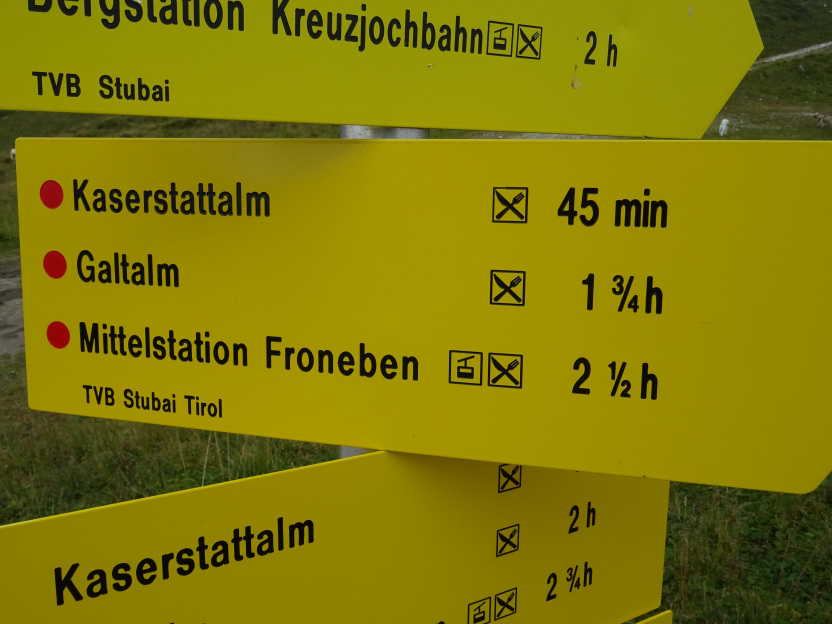 Bergstation Kreuzjochbahn 2 h
TVB Stubai
Kaserstattalm 45 min
Galtalm 1 ¾ h
Mittelstation Froneben 2 ½ h
TVB Stubai Tirol
Kaserstattalm
2 h
2 ¾ h